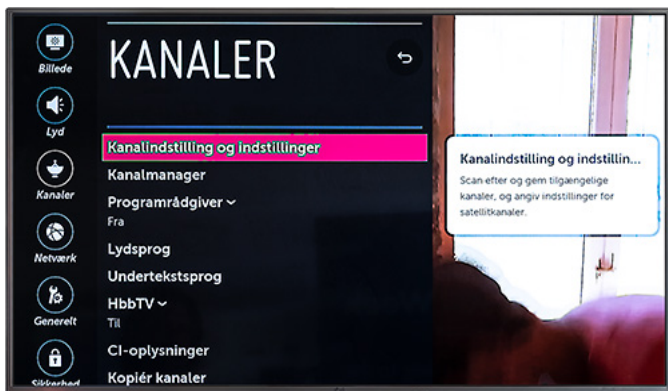 Billede
Lyd
Kanaler
Netværk
Generelt
Sikkerhed
KANALER
Kanalindstilling og indstillinger
Kanalmanager
Programrådgiver
Fra
Lydsprog
Undertekstsprog
HbbTV
Til
CI-oplysninger
Kopiér kanaler
Kanalindstilling og indstillin...
Scan efter og gem tilgængelige
kanaler, og angiv indstillinger for
satellitkanaler.